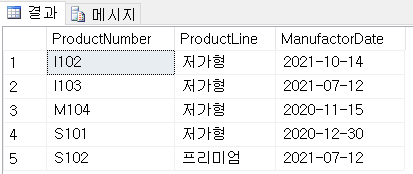 결과 메시지
ProductNumber ProductLine ManufactorDate
1 I102 저가형 2021-10-14
2 I103 저가형 2021-07-12
3 M104 저가형 2020-11-15
4 S101 저가형 2020-12-30
5 S102 프리미엄 2021-07-12